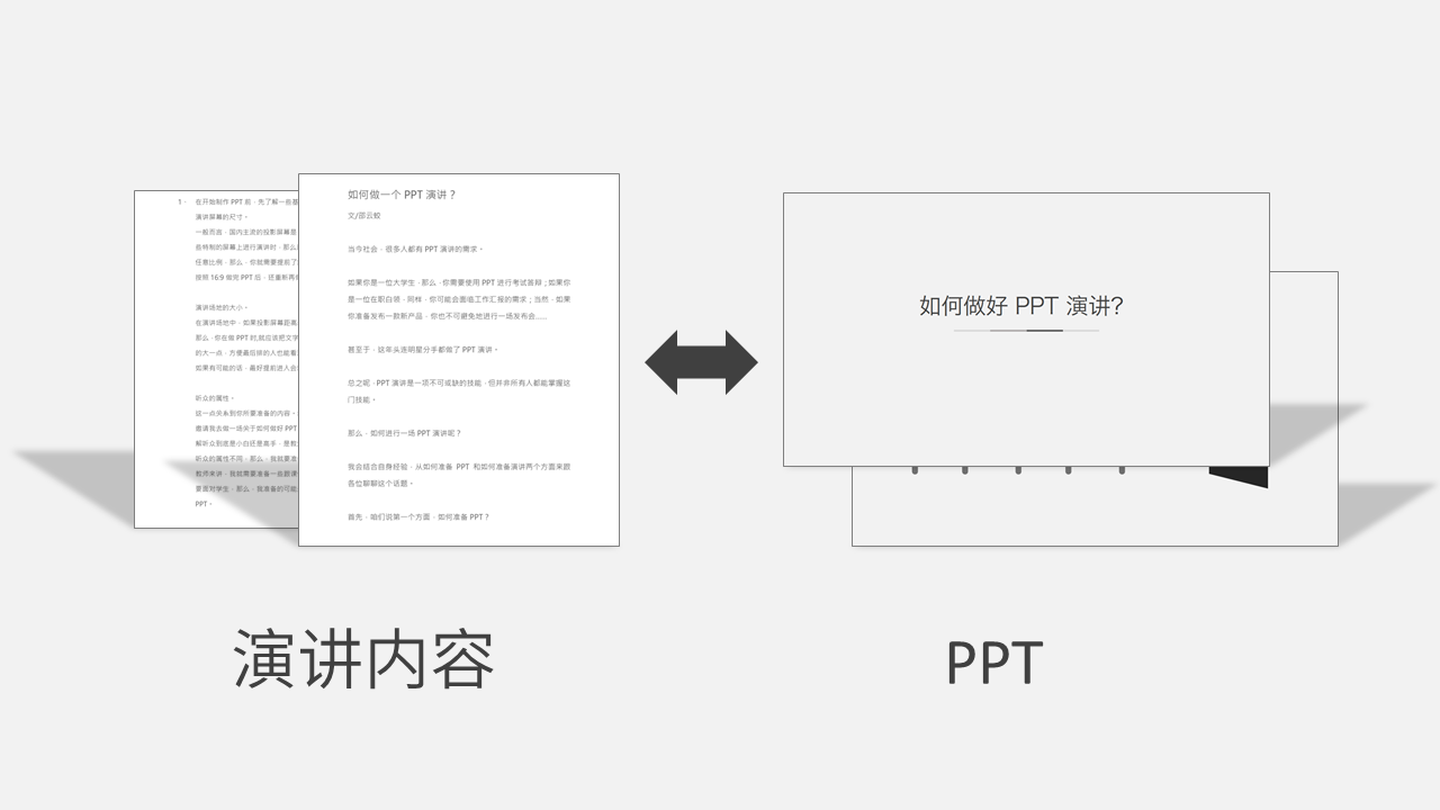 1、 在开始制作 PPT 前，先了解一些基
演讲屏幕的尺寸。
一般而言，国内主流的投影屏幕是
些特制的屏幕上进行演讲时，那么
任意比例，那么，你就需要提前了
按照 16:9 做完 PPT 后，还重新再
演讲场地的大小。
在演讲场地中，如果投影屏幕距离
那么，你在做 PPT 时,就应该把文字
的大一点，方便最后排的人也能看
如果有可能的话，最好提前进入会
听众的属性。
这一点关系到你所要准备的内容。
邀请我去做一场关于如何做好 PPT
解听众到底是小白还是高手，是教
听众的属性不同，那么，我就要准
教师来讲，我就需要准备一些跟课
要面对学生，那么，我准备的可能
PPT。
如何做一个 PPT 演讲？
文/邵云蛟
当今社会，很多人都有 PPT 演讲的需求。
如果你是一位大学生，那么，你需要使用 PPT 进行考试答辩；如果你
是一位在职白领，同样，你可能会面临工作汇报的需求；当然，如果
你准备发布一款新产品，你也不可避免地进行一场发布会……
甚至于，这年头连明星分手都做了 PPT 演讲。
总之呢，PPT 演讲是一项不可或缺的技能，但并非所有人都能掌握这
门技能。
那么，如何进行一场 PPT 演讲呢？
我会结合自身经验，从如何准备 PPT 和如何准备演讲两个方面来跟
各位聊聊这个话题。
首先，咱们说第一个方面，如何准备 PPT？
如何做好 PPT 演讲?
演讲内容
PPT